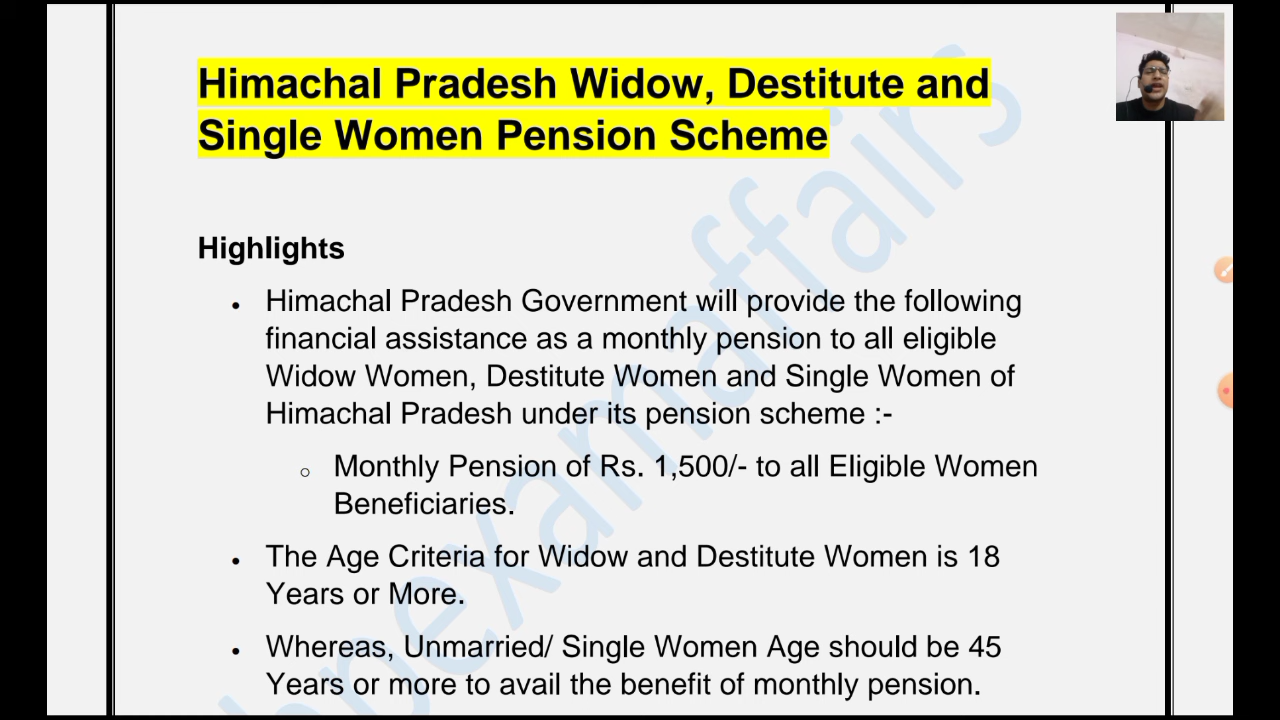 Himachal Pradesh Widow, Destitute and
Single Women Pension Scheme
Highlights
• Himachal Pradesh Government will provide the following
financial assistance as a monthly pension to all eligible
Widow Women, Destitute Women and Single Women of
Himachal Pradesh under its pension scheme :-
○ Monthly Pension of Rs. 1,500/- to all Eligible Women
Beneficiaries.
• The Age Criteria for Widow and Destitute Women is 18
Years or More.
• Whereas, Unmarried/ Single Women Age should be 45
Years or more to avail the benefit of monthly pension.
hpexamaffairs